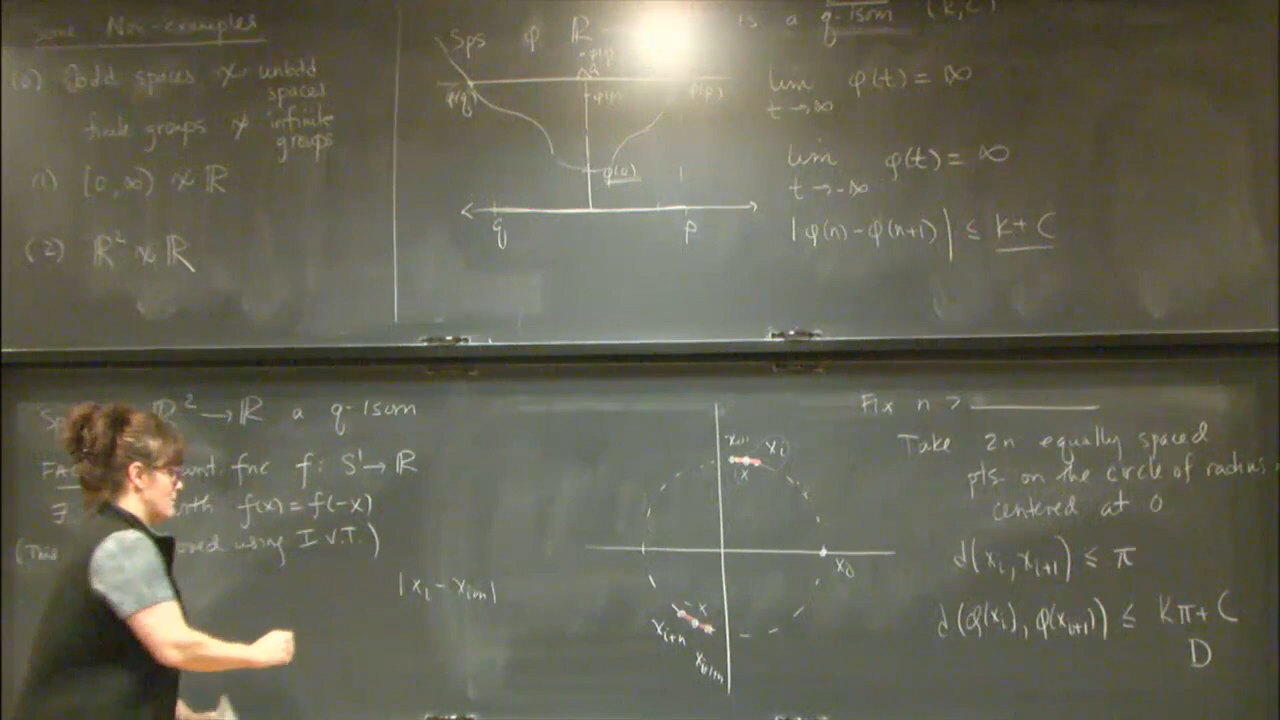 Some Non-examples
(0) Bdd spaces ≁ unbdd spaces
finite groups ≁ infinite groups
(1) [0, ∞) ≁ ℝ
(2) ℝ² ≁ ℝ
Sps φ ℝ is a q-isom (K, C)
φ(q)
φ(q)
φ(p)
φ(p)
φ(0)
q
p
lim φ(t) = ∞
t → ∞
lim φ(t) = ∞
t → -∞
|φ(n) - φ(n+1)| ≤ K + C
ℝ² → ℝ a q-isom
fnc f: S¹ → ℝ
∃ f(x) = f(-x)
(This using I.V.T.)
|x_i - x_{i+n}|
x_{i+1}
x_i
x
x_0
-x
x_{i+n}
x_{i+1+n}
Fix n > ______
Take 2n equally spaced
pts on the circle of radius n
centered at 0
d(x_i, x_{i+1}) ≤ π
d(φ(x_i), φ(x_{i+1})) ≤ Kπ + C
D